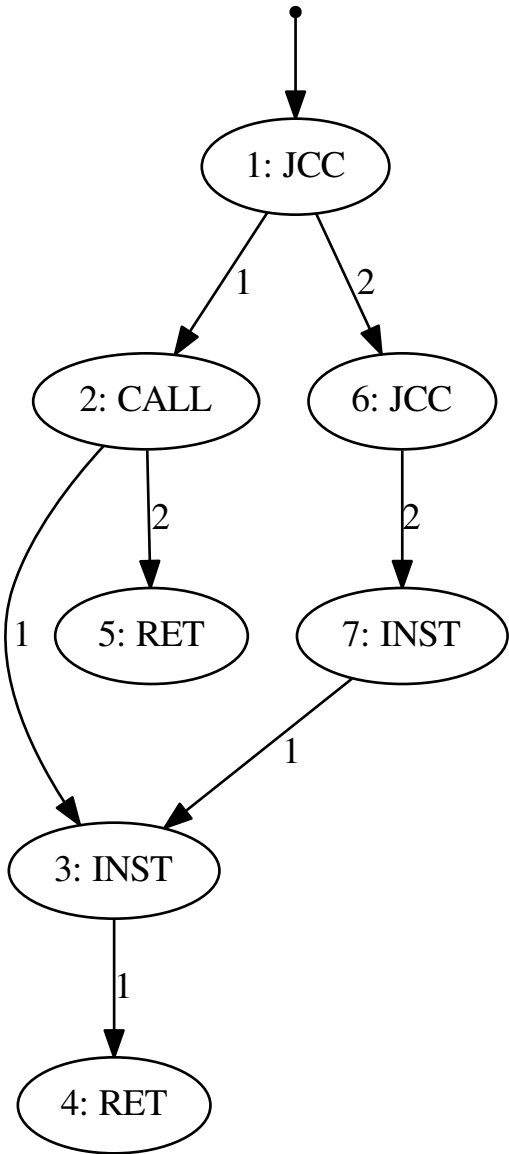 1: JCC
1
2
2: CALL
6: JCC
2
2
5: RET
7: INST
1
1
3: INST
1
4: RET